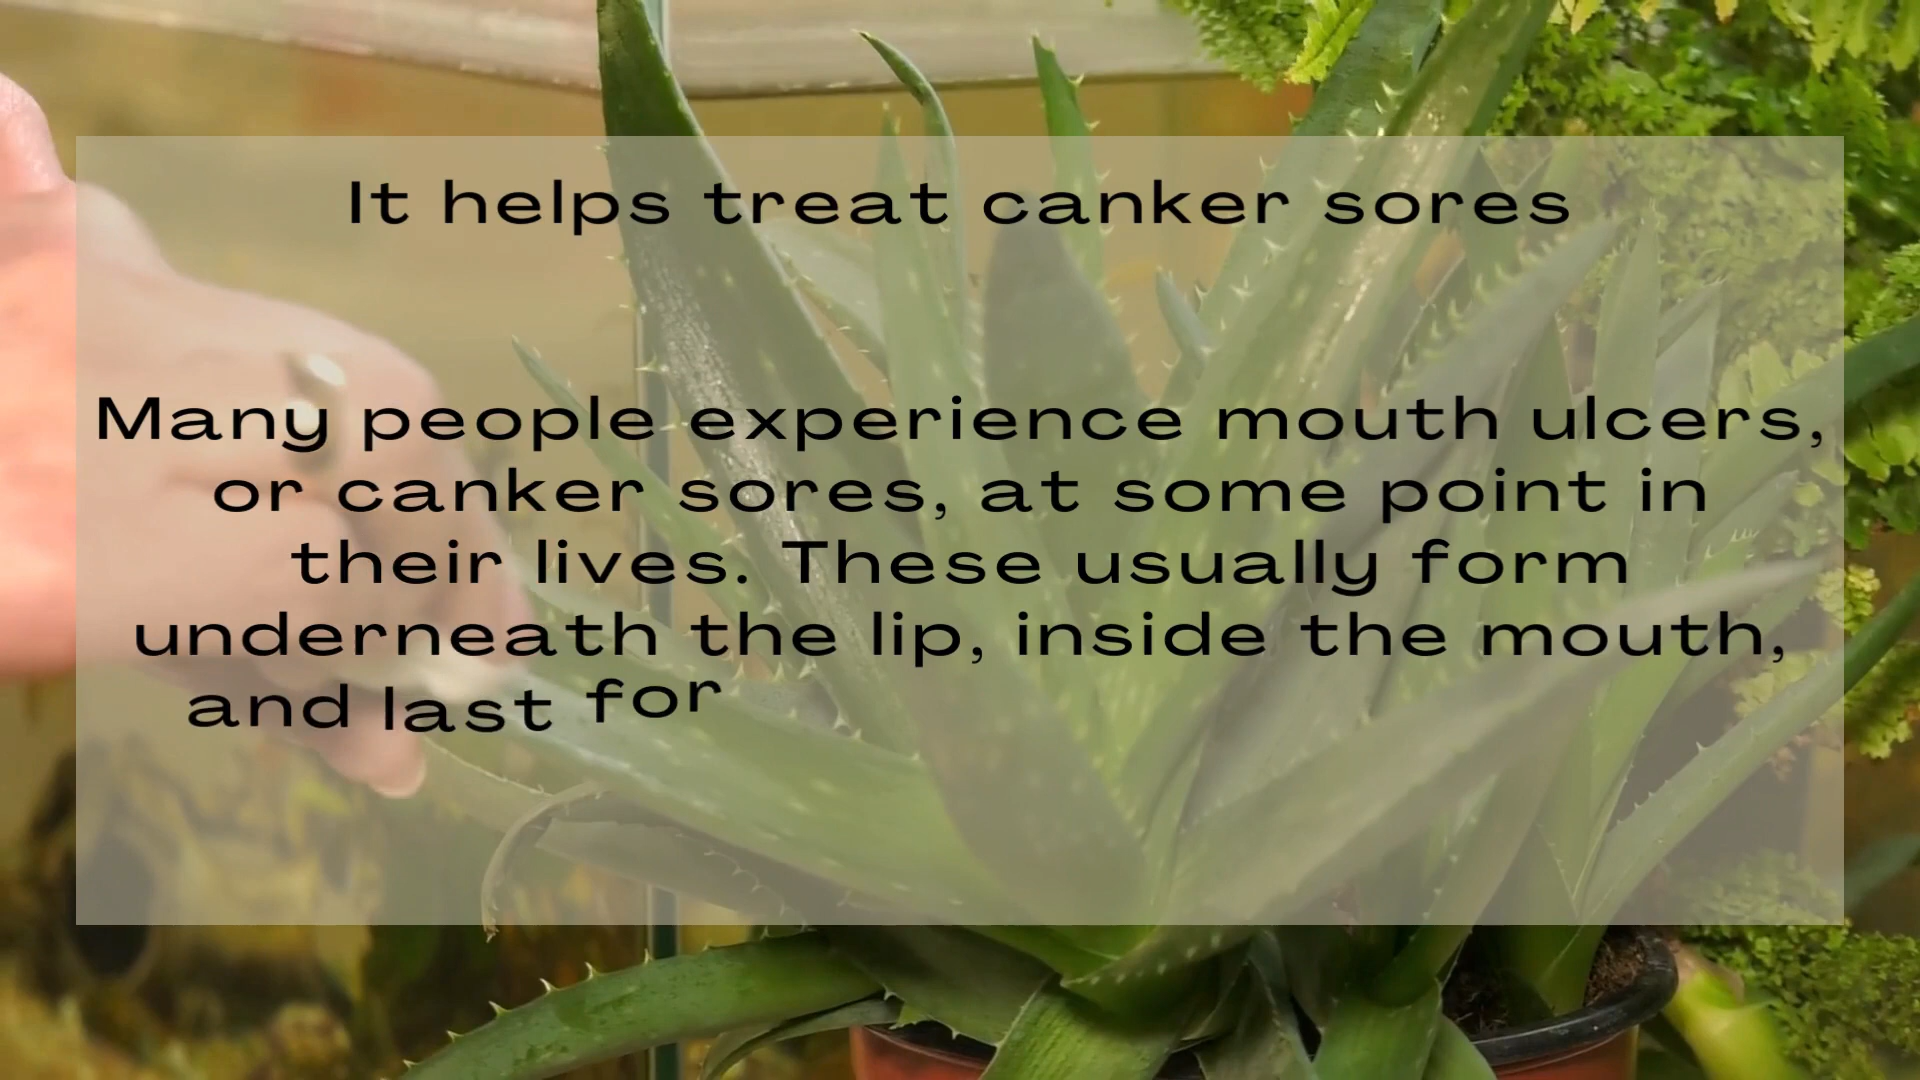 It helps treat canker sores
Many people experience mouth ulcers,
or canker sores, at some point in
their lives. These usually form
underneath the lip, inside the mouth,
and last for